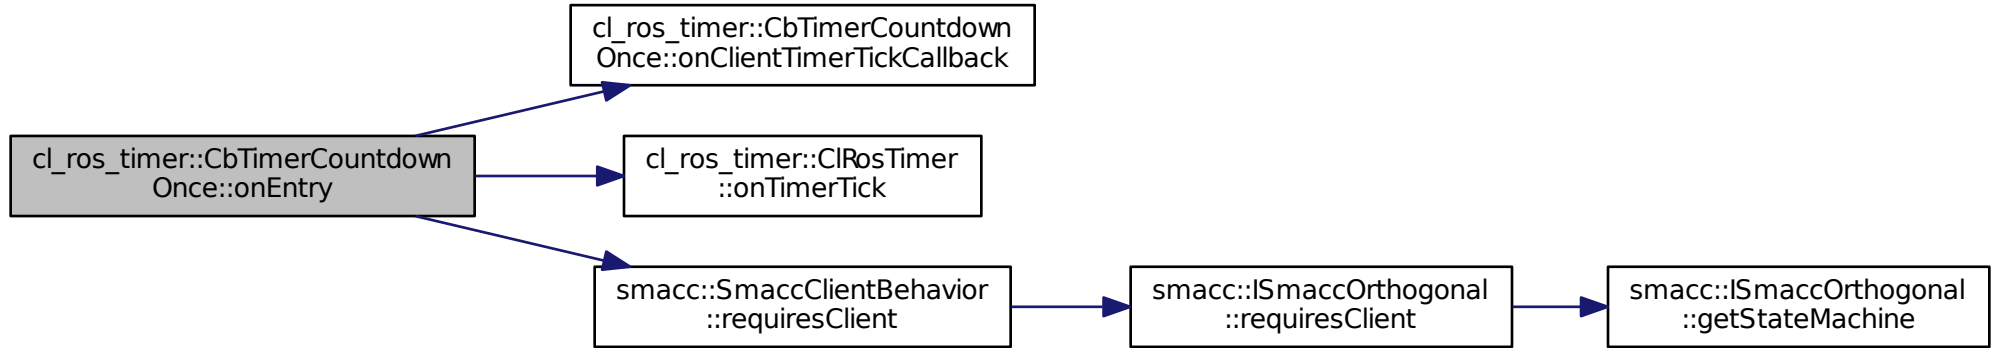 cl_ros_timer::CbTimerCountdown
Once::onClientTimerTickCallback
cl_ros_timer::CbTimerCountdown
Once::onEntry
cl_ros_timer::ClRosTimer
::onTimerTick
smacc::SmaccClientBehavior
::requiresClient
smacc::ISmaccOrthogonal
::requiresClient
smacc::ISmaccOrthogonal
::getStateMachine